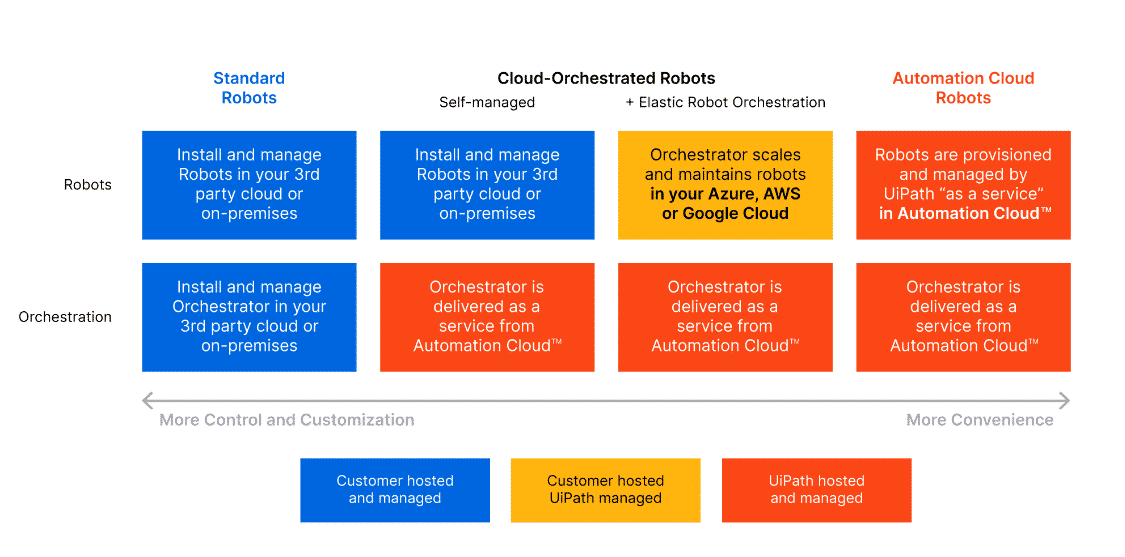 Standard
Robots
Cloud-Orchestrated Robots
Self-managed
+ Elastic Robot Orchestration
Automation Cloud
Robots
Robots
Install and manage
Robots in your 3rd
party cloud or
on-premises
Install and manage
Robots in your 3rd
party cloud or
on-premises
Orchestrator scales
and maintains robots
in your Azure, AWS
or Google Cloud
Robots are provisioned
and managed by
UiPath “as a service”
in Automation Cloud™
Orchestration
Install and manage
Orchestrator in your
3rd party cloud or
on-premises
Orchestrator is
delivered as a
service from
Automation Cloud™
Orchestrator is
delivered as a
service from
Automation Cloud™
Orchestrator is
delivered as a
service from
Automation Cloud™
More Control and Customization
More Convenience
Customer hosted
and managed
Customer hosted
UiPath managed
UiPath hosted
and managed